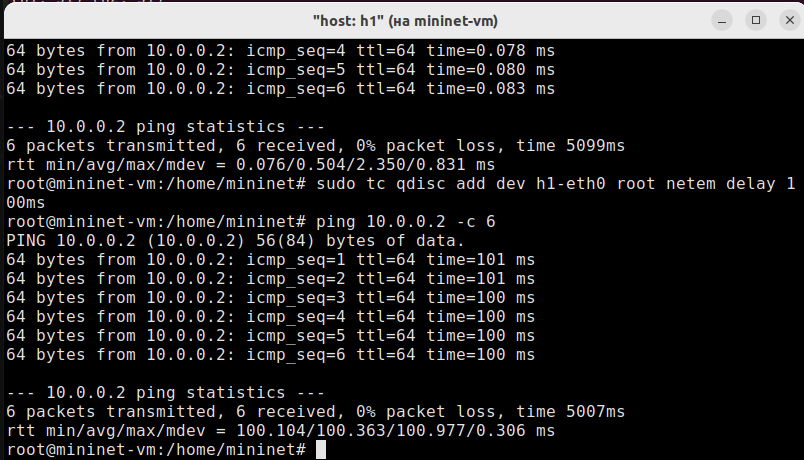 "host: h1" (на mininet-vm)
64 bytes from 10.0.0.2: icmp_seq=4 ttl=64 time=0.078 ms
64 bytes from 10.0.0.2: icmp_seq=5 ttl=64 time=0.080 ms
64 bytes from 10.0.0.2: icmp_seq=6 ttl=64 time=0.083 ms

--- 10.0.0.2 ping statistics ---
6 packets transmitted, 6 received, 0% packet loss, time 5099ms
rtt min/avg/max/mdev = 0.076/0.504/2.350/0.831 ms
root@mininet-vm:/home/mininet# sudo tc qdisc add dev h1-eth0 root netem delay 1
00ms
root@mininet-vm:/home/mininet# ping 10.0.0.2 -c 6
PING 10.0.0.2 (10.0.0.2) 56(84) bytes of data.
64 bytes from 10.0.0.2: icmp_seq=1 ttl=64 time=101 ms
64 bytes from 10.0.0.2: icmp_seq=2 ttl=64 time=101 ms
64 bytes from 10.0.0.2: icmp_seq=3 ttl=64 time=100 ms
64 bytes from 10.0.0.2: icmp_seq=4 ttl=64 time=100 ms
64 bytes from 10.0.0.2: icmp_seq=5 ttl=64 time=100 ms
64 bytes from 10.0.0.2: icmp_seq=6 ttl=64 time=100 ms

--- 10.0.0.2 ping statistics ---
6 packets transmitted, 6 received, 0% packet loss, time 5007ms
rtt min/avg/max/mdev = 100.104/100.363/100.977/0.306 ms
root@mininet-vm:/home/mininet#